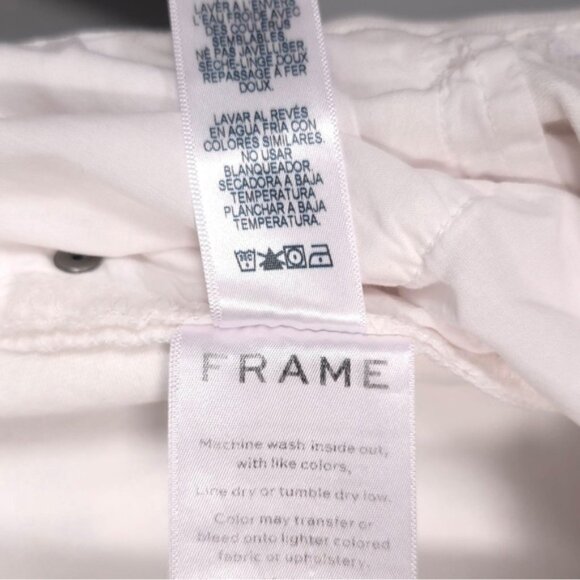 LAVER À L'ENVERS
L'EAU FROIDE AVEC
DES COULEURS
SEMBLABLES.
NE PAS JAVELLISER.
SÈCHE-LINGE DOUX.
REPASSAGE À FER
DOUX.
LAVAR AL REVÉS
EN AGUA FRÍA CON
COLORES SIMILARES.
NO USAR
BLANQUEADOR.
SECADORA A BAJA
TEMPERATURA
PLANCHAR A BAJA
TEMPERATURA.
FRAME
Machine wash inside out,
with like colors,
Line dry or tumble dry low.
Color may transfer or
bleed onto lighter colored
fabric or upholstery.